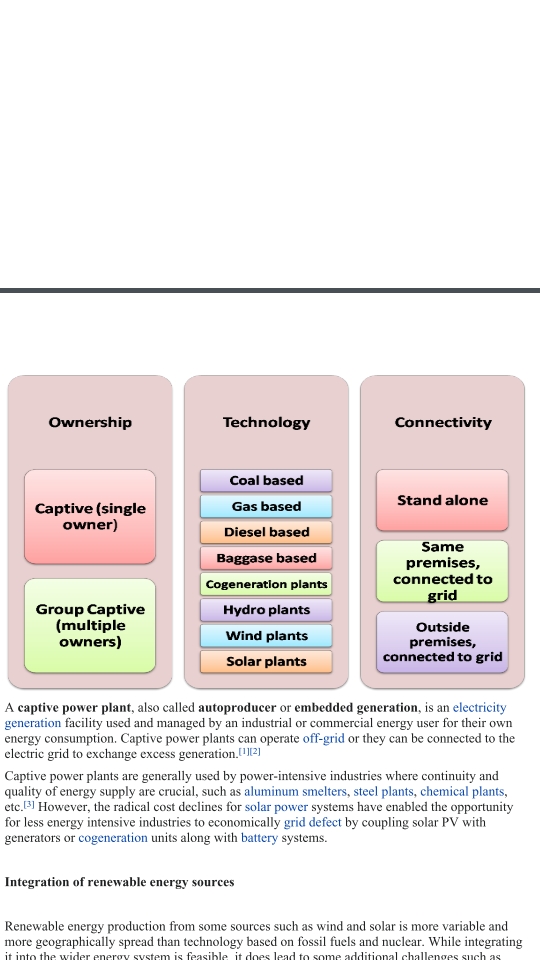 Ownership
Captive (single
owner)
Group Captive
(multiple
owners)
Technology
Coal based
Gas based
Diesel based
Baggase based
Cogeneration plants
Hydro plants
Wind plants
Solar plants
Connectivity
Stand alone
Same
premises,
connected to
grid
Outside
premises,
connected to grid
A captive power plant, also called autoproducer or embedded generation, is an electricity
generation facility used and managed by an industrial or commercial energy user for their own
energy consumption. Captive power plants can operate off-grid or they can be connected to the
electric grid to exchange excess generation.[1][2]
Captive power plants are generally used by power-intensive industries where continuity and
quality of energy supply are crucial, such as aluminum smelters, steel plants, chemical plants,
etc.[3] However, the radical cost declines for solar power systems have enabled the opportunity
for less energy intensive industries to economically grid defect by coupling solar PV with
generators or cogeneration units along with battery systems.
Integration of renewable energy sources
Renewable energy production from some sources such as wind and solar is more variable and
more geographically spread than technology based on fossil fuels and nuclear. While integrating
it into the wider energy system is feasible, it does lead to some additional challenges such as